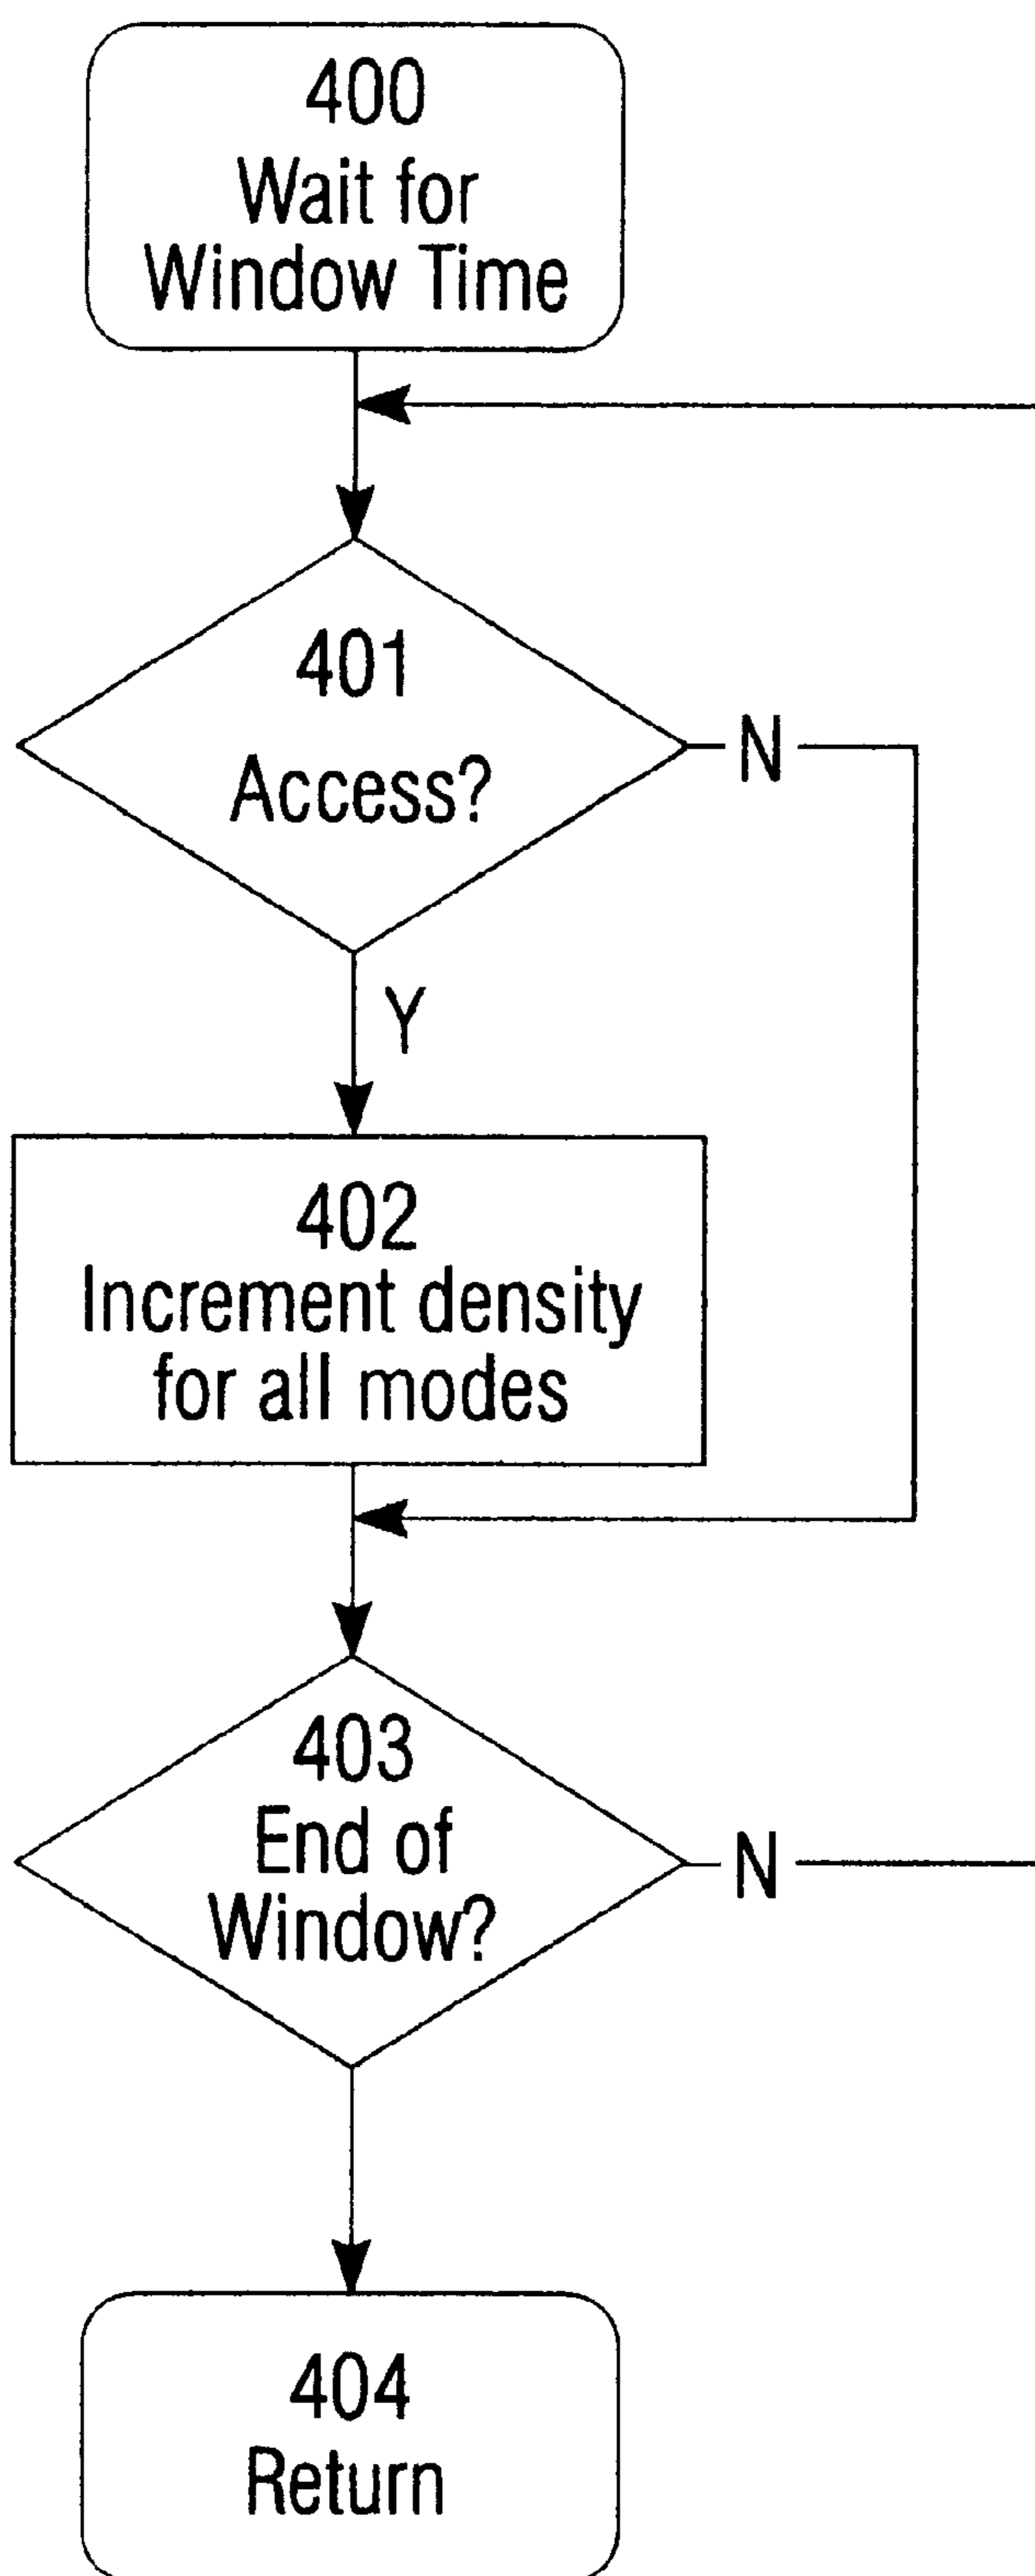 400
Wait for
Window Time
401
Access?
N
Y
402
Increment density
for all modes
403
End of
Window?
N
404
Return